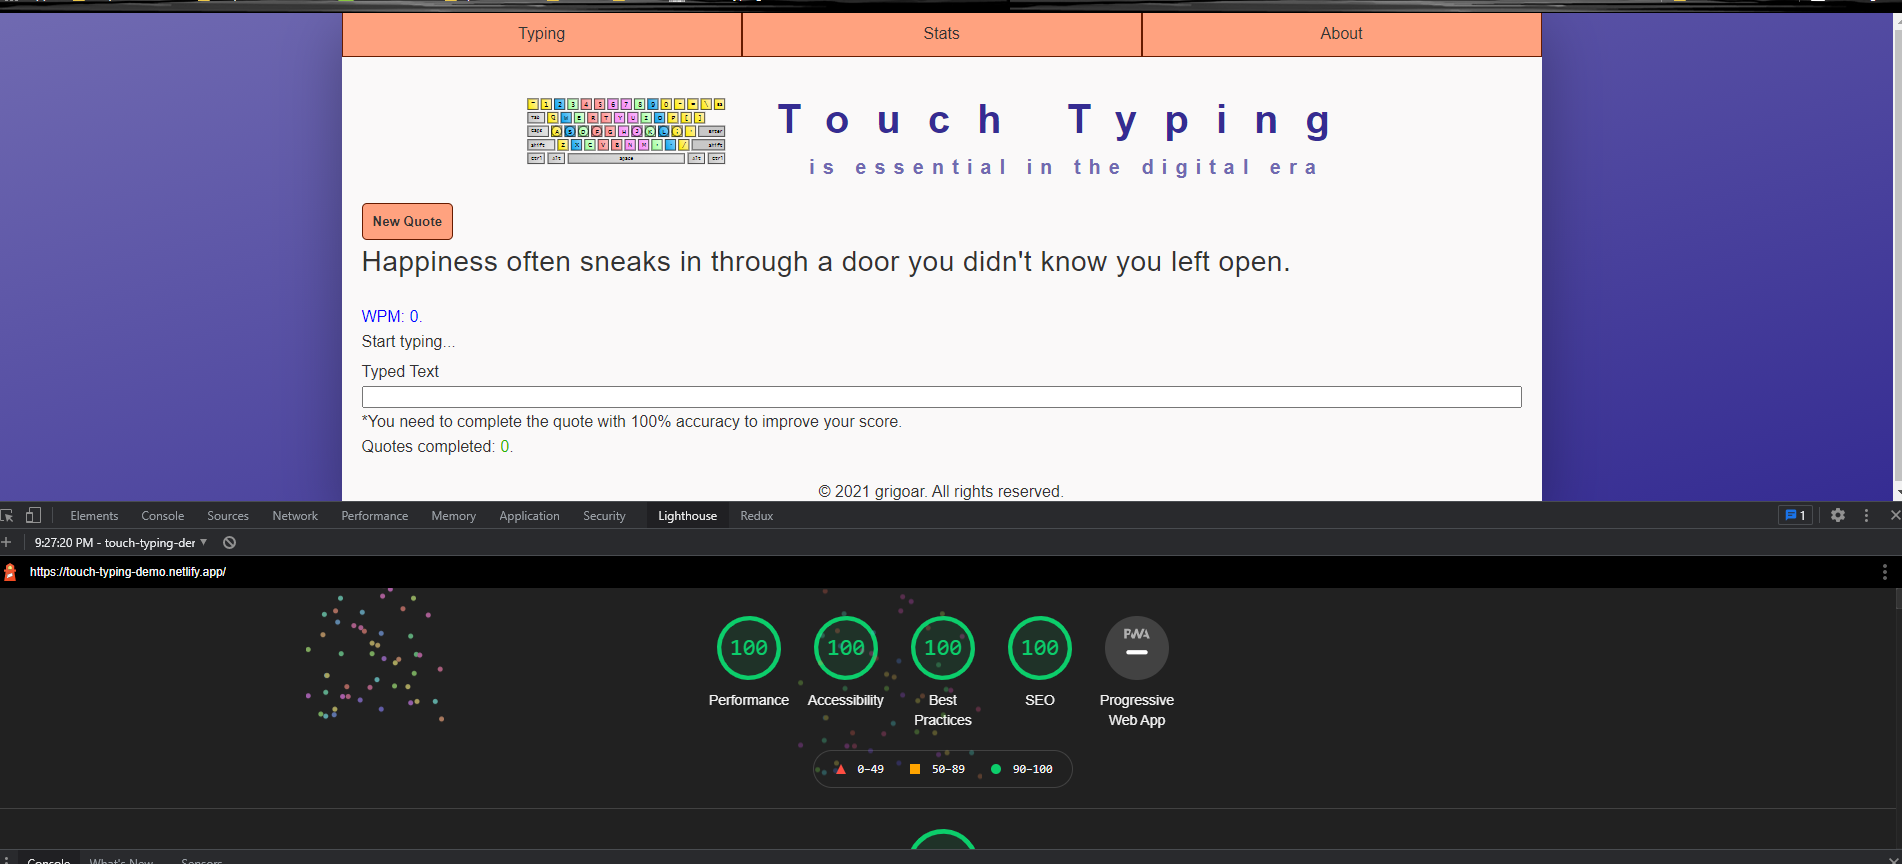 Typing Stats About
Touch Typing
is essential in the digital era
New Quote
Happiness often sneaks in through a door you didn't know you left open.
WPM: 0.
Start typing...
Typed Text
*You need to complete the quote with 100% accuracy to improve your score.
Quotes completed: 0.
© 2021 grigoar. All rights reserved.
Elements Console Sources Network Performance Memory Application Security Lighthouse Redux 1
9:27:20 PM - touch-typing-der
https://touch-typing-demo.netlify.app/
100 100 100 100 PWA
Performance Accessibility Best Practices SEO Progressive Web App
0–49 50–89 90–100
Console What's New Sensors